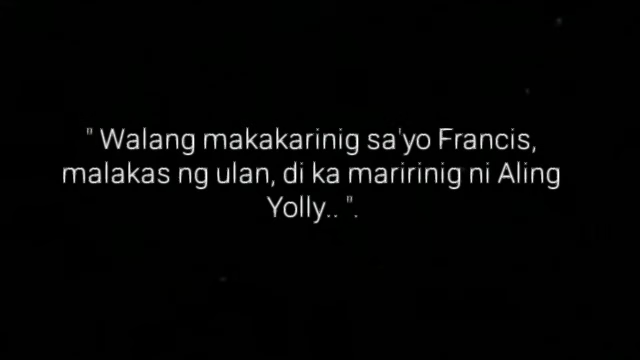 " Walang makakarinig sa'yo Francis,
malakas ng ulan, di ka maririnig ni Aling
Yolly.. ".